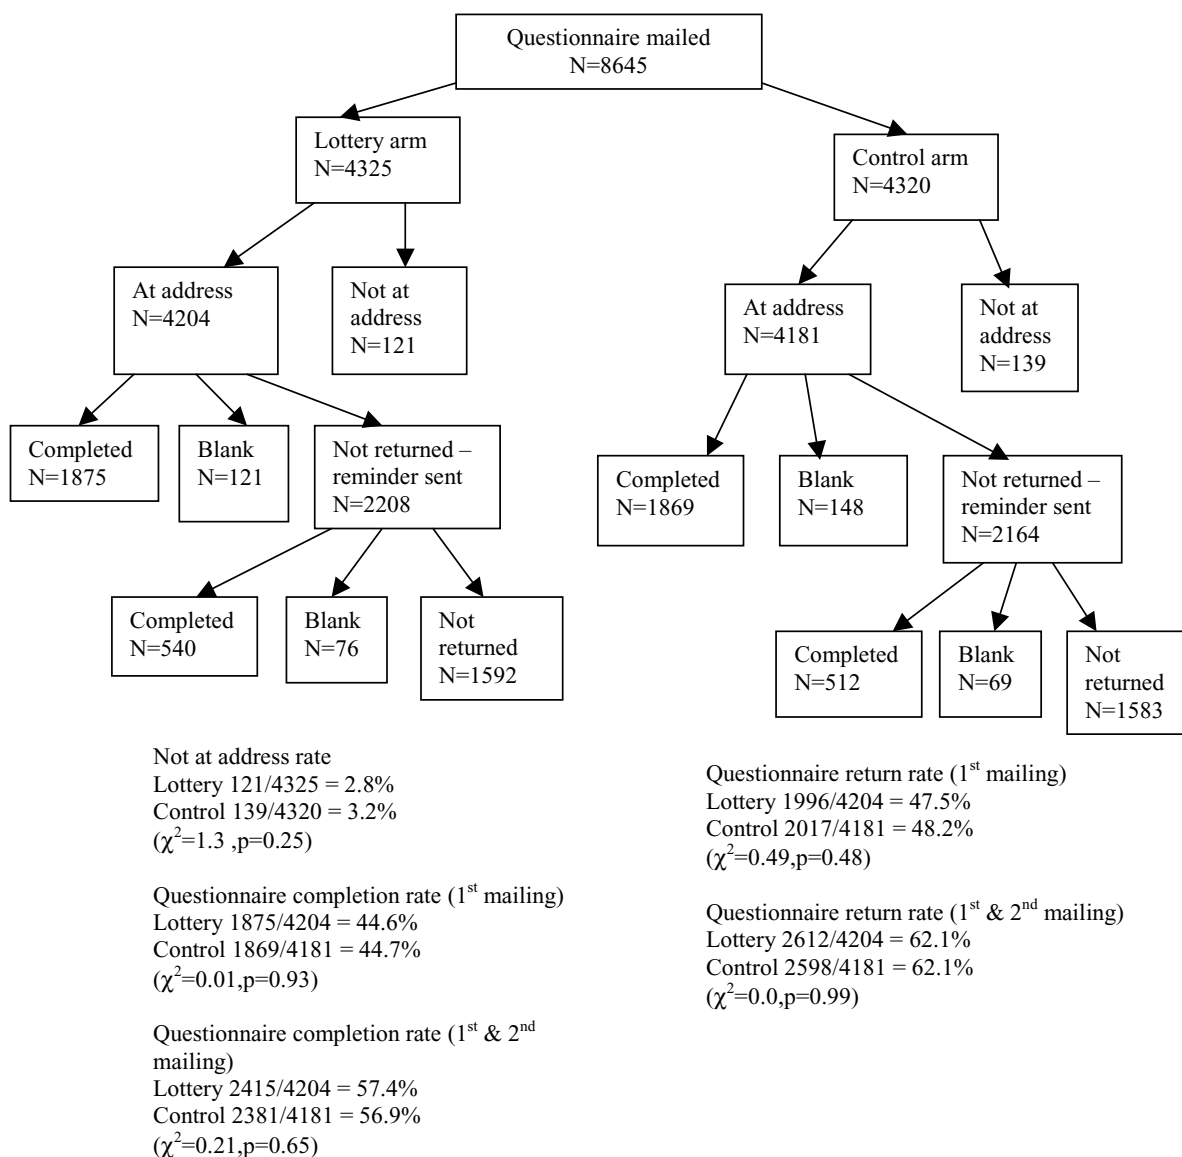 Questionnaire mailed
N=8645
Lottery arm
N=4325
Control arm
N=4320
At address
N=4204
Not at
address
N=121
At address
N=4181
Not at
address
N=139
Completed
N=1875
Blank
N=121
Not returned –
reminder sent
N=2208
Completed
N=1869
Blank
N=148
Not returned –
reminder sent
N=2164
Completed
N=540
Blank
N=76
Not
returned
N=1592
Completed
N=512
Blank
N=69
Not
returned
N=1583
Not at address rate
Lottery 121/4325 = 2.8%
Control 139/4320 = 3.2%
(χ²=1.3 ,p=0.25)
Questionnaire completion rate (1st mailing)
Lottery 1875/4204 = 44.6%
Control 1869/4181 = 44.7%
(χ²=0.01,p=0.93)
Questionnaire completion rate (1st & 2nd
mailing)
Lottery 2415/4204 = 57.4%
Control 2381/4181 = 56.9%
(χ²=0.21,p=0.65)
Questionnaire return rate (1st mailing)
Lottery 1996/4204 = 47.5%
Control 2017/4181 = 48.2%
(χ²=0.49,p=0.48)
Questionnaire return rate (1st & 2nd mailing)
Lottery 2612/4204 = 62.1%
Control 2598/4181 = 62.1%
(χ²=0.0,p=0.99)